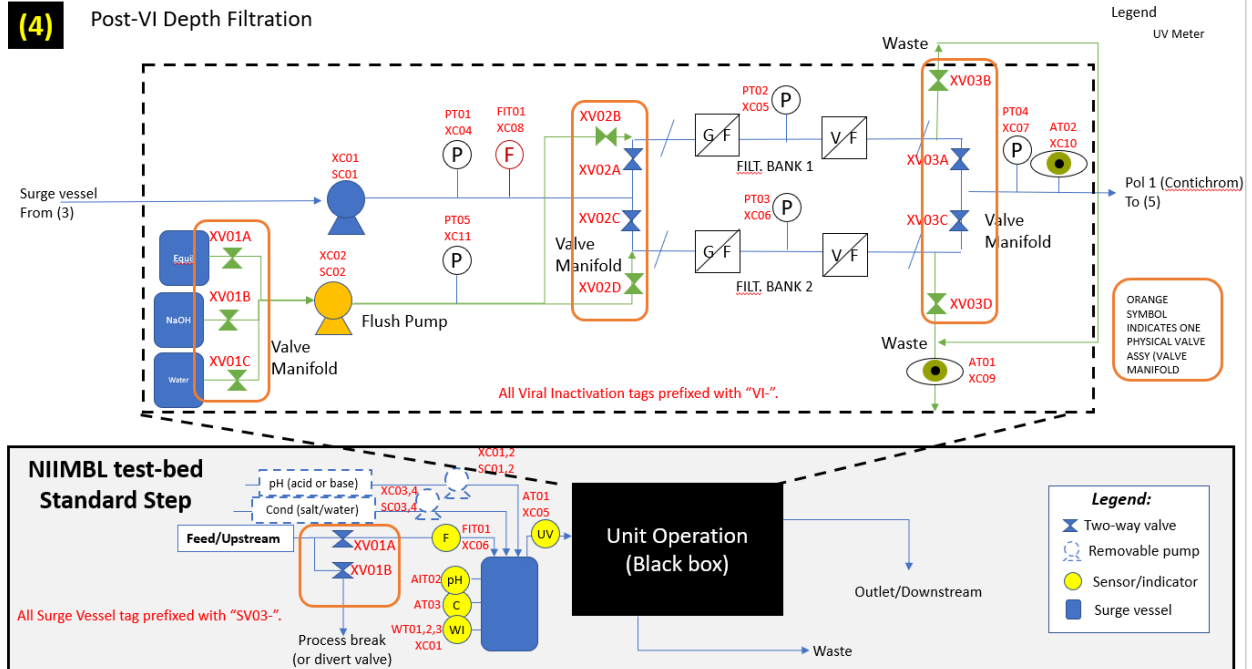 (4)
Post-VI Depth Filtration
Legend
UV Meter
Waste
XV03B
PT02
XC05
P
PT01
XC04
P
FIT01
XC08
F
XV02B
G F
V F
PT04
XC07
P
AT02
XC10
XC01
SC01
XV02A
FILT. BANK 1
XV03A
Surge vessel
From (3)
Pol 1 (Contichrom)
To (5)
PT05
XC11
P
XV02C
PT03
XC06
P
XV03C
Valve
Manifold
XV01A
Equil
XC02
SC02
Valve
Manifold
G F
V F
XV01B
NaOH
XV02D
FILT. BANK 2
XV03D
Flush Pump
Valve
Manifold
XV01C
Water
Waste
AT01
XC09
ORANGE
SYMBOL
INDICATES ONE
PHYSICAL VALVE
ASSY (VALVE
MANIFOLD
All Viral Inactivation tags prefixed with “VI-”.
NIIMBL test-bed
Standard Step
XC01,2
SC01,2
pH (acid or base)
XC03,4
SC03,4
Cond (salt/water)
AT01
XC05
UV
Feed/Upstream
XV01A
F
FIT01
XC06
XV01B
AIT02
pH
AT03
C
WT01,2,3
XC01
WI
All Surge Vessel tag prefixed with “SV03-”.
Process break
(or divert valve)
Unit Operation
(Black box)
Outlet/Downstream
Waste
Legend:
Two-way valve
Removable pump
Sensor/indicator
Surge vessel